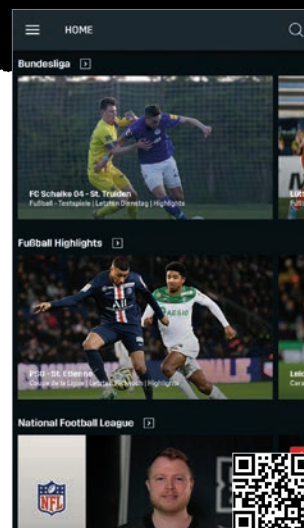 HOME
Bundesliga
FC Schalke 04 - St. Truiden
Fußball - Testspiele | Letzten Dienstag | Highlights
Fußball Highlights
PSG - St. Etienne
Coupe de la Ligue | Letzten Mittwoch | Highlights
National Football League
NFL